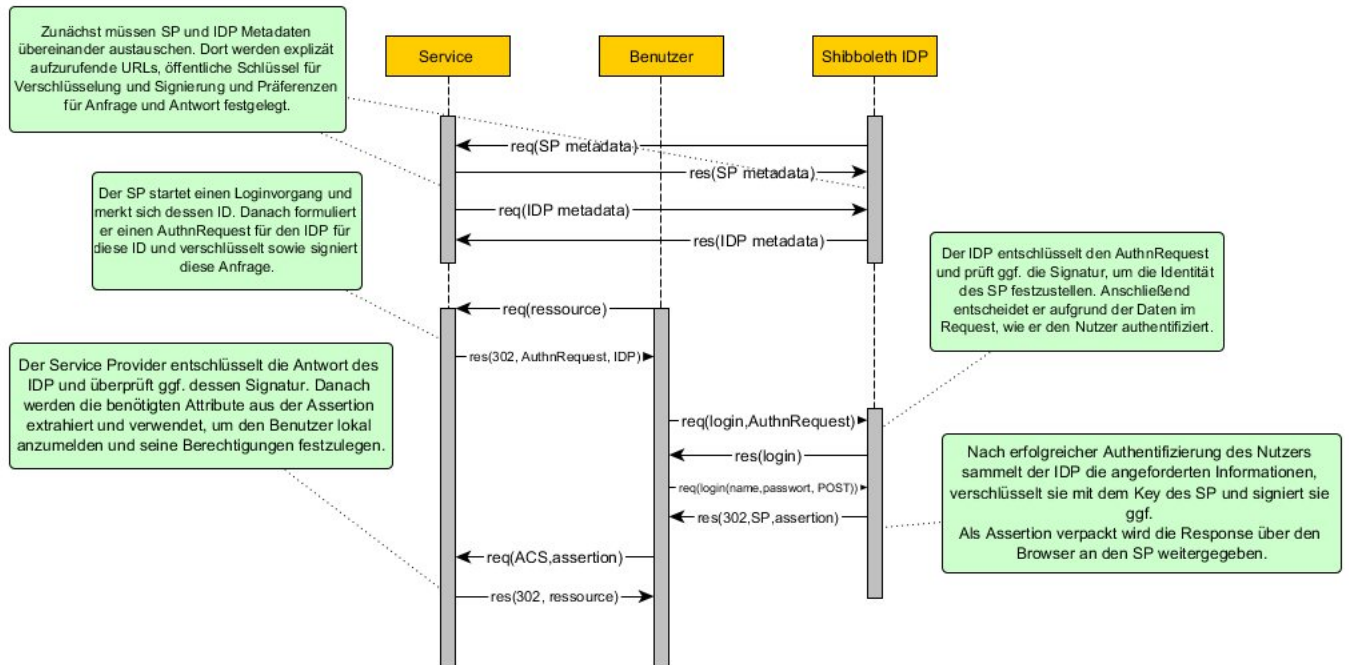 Zunächst müssen SP und IDP Metadaten
übereinander austauschen. Dort werden explizät
aufzurufende URLs, öffentliche Schlüssel für
Verschlüsselung und Signierung und Präferenzen
für Anfrage und Antwort festgelegt.
Service
Benutzer
Shibboleth IDP
req(SP metadata)
res(SP metadata)
req(IDP metadata)
res(IDP metadata)
Der SP startet einen Loginvorgang und
merkt sich dessen ID. Danach formuliert
er einen AuthnRequest für den IDP für
diese ID und verschlüsselt sowie signiert
diese Anfrage.
Der IDP entschlüsselt den AuthnRequest
und prüft ggf. die Signatur, um die Identität
des SP festzustellen. Anschließend
entscheidet er aufgrund der Daten im
Request, wie er den Nutzer authentifiziert.
req(ressource)
res(302, AuthnRequest, IDP)
Der Service Provider entschlüsselt die Antwort des
IDP und überprüft ggf. dessen Signatur. Danach
werden die benötigten Attribute aus der Assertion
extrahiert und verwendet, um den Benutzer lokal
anzumelden und seine Berechtigungen festzulegen.
req(login,AuthnRequest)
res(login)
req(login(name,passwort, POST))
res(302,SP,assertion)
Nach erfolgreicher Authentifizierung des Nutzers
sammelt der IDP die angeforderten Informationen,
verschlüsselt sie mit dem Key des SP und signiert sie
ggf.
Als Assertion verpackt wird die Response über den
Browser an den SP weitergegeben.
req(ACS,assertion)
res(302, ressource)